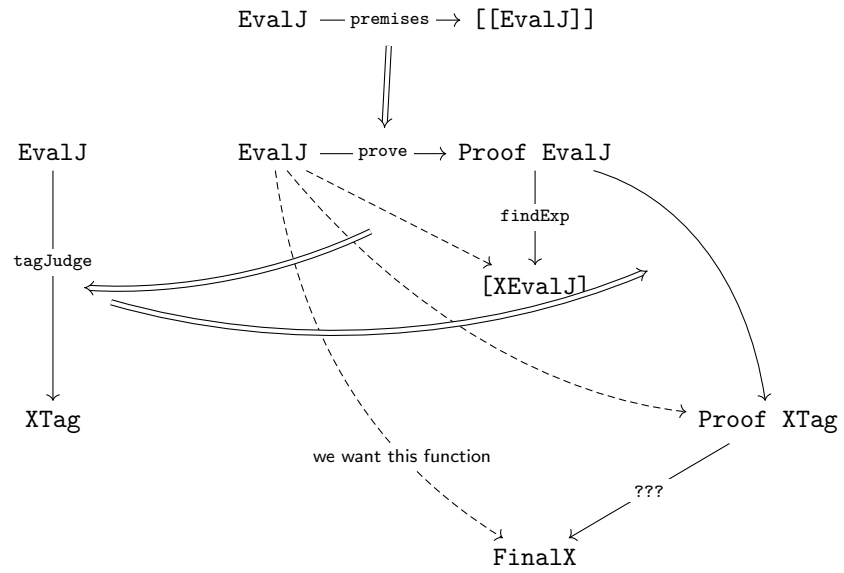 EvalJ premises [[EvalJ]]
EvalJ EvalJ prove Proof EvalJ
findExp
tagJudge
[XEvalJ]
XTag Proof XTag
we want this function
???
FinalX